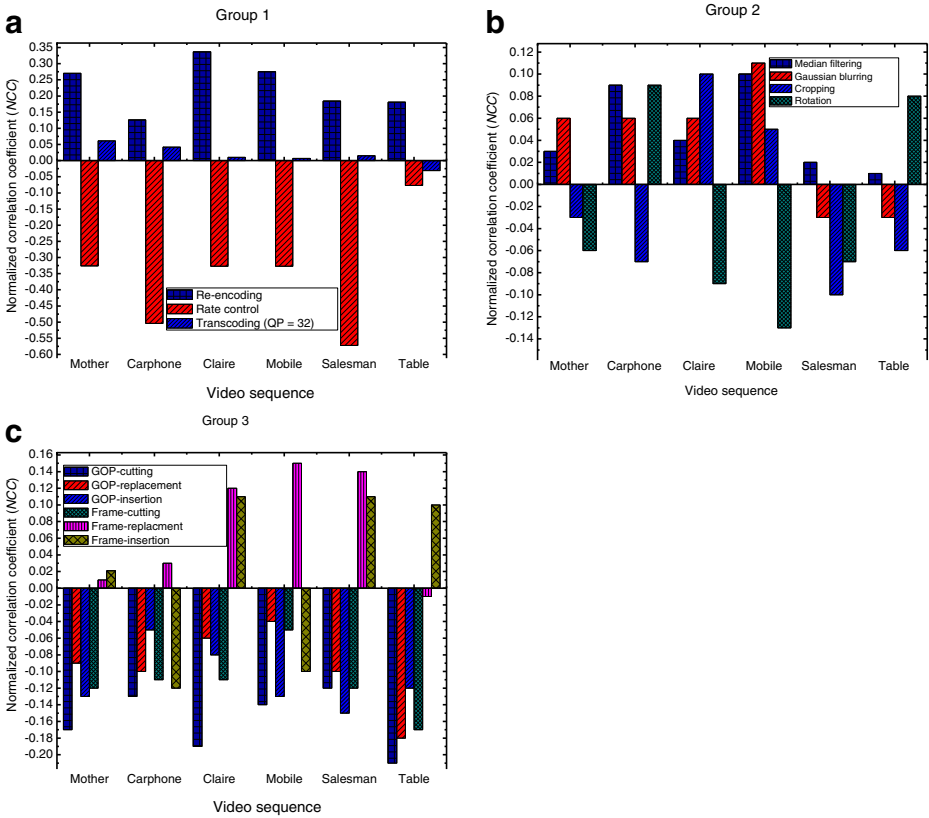 a
Group 1
Normalized correlation coefficient (NCC)
0.35
0.30
0.25
0.20
0.15
0.10
0.05
0.00
-0.05
-0.10
-0.15
-0.20
-0.25
-0.30
-0.35
-0.40
-0.45
-0.50
-0.55
-0.60
Re-encoding
Rate control
Transcoding (QP = 32)
Mother Carphone Claire Mobile Salesman Table
Video sequence
b
Group 2
Normalized correlation coefficient (NCC)
0.12
0.10
0.08
0.06
0.04
0.02
0.00
-0.02
-0.04
-0.06
-0.08
-0.10
-0.12
-0.14
Median filtering
Gaussian blurring
Cropping
Rotation
Mother Carphone Claire Mobile Salesman Table
Video sequence
c
Group 3
Normalized correlation coefficient (NCC)
0.16
0.14
0.12
0.10
0.08
0.06
0.04
0.02
0.00
-0.02
-0.04
-0.06
-0.08
-0.10
-0.12
-0.14
-0.16
-0.18
-0.20
GOP-cutting
GOP-replacement
GOP-insertion
Frame-cutting
Frame-replacment
Frame-insertion
Mother Carphone Claire Mobile Salesman Table
Video sequence